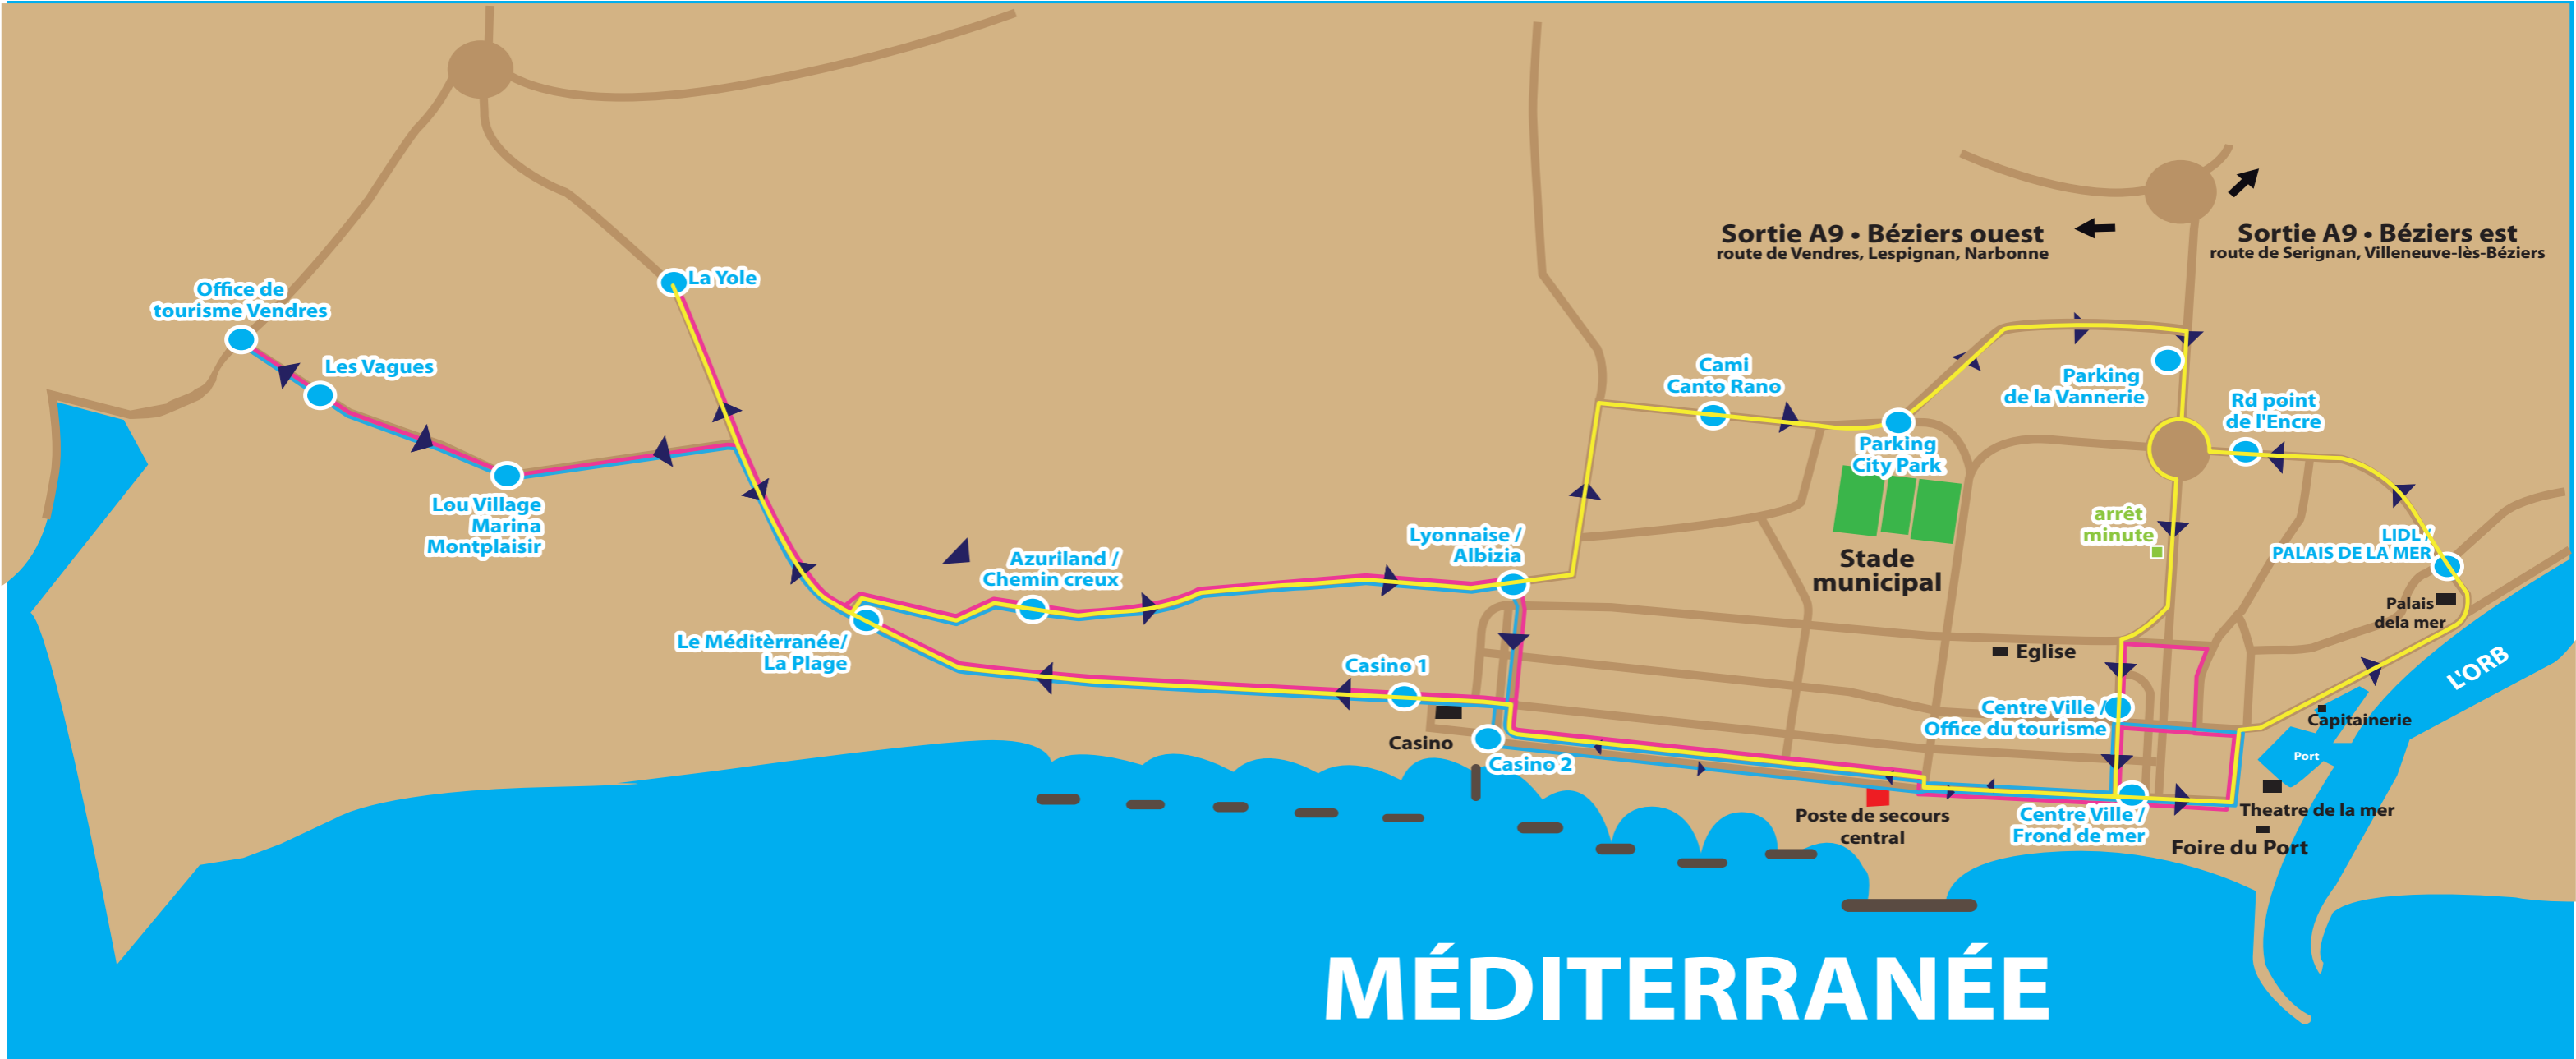 Sortie A9 • Béziers ouest
route de Vendres, Lespignan, Narbonne
Sortie A9 • Béziers est
route de Serignan, Villeneuve-lès-Béziers
Office de
tourisme Vendres
La Yole
Les Vagues
Lou Village
Marina
Montplaisir
Cami
Canto Rano
Parking
de la Vannerie
Rd point
de l'Encre
Parking
City Park
Stade
municipal
arrêt
minute
LIDL /
PALAIS DE LA MER
Azuriland /
Chemin creux
Lyonnaise /
Albizia
Palais
dela mer
Le Méditèrranée/
La Plage
Casino 1
Eglise
L'ORB
Centre Ville /
Office du tourisme
Capitainerie
Casino
Casino 2
Port
Poste de secours
central
Centre Ville /
Frond de mer
Theatre de la mer
Foire du Port
MÉDITERRANÉE